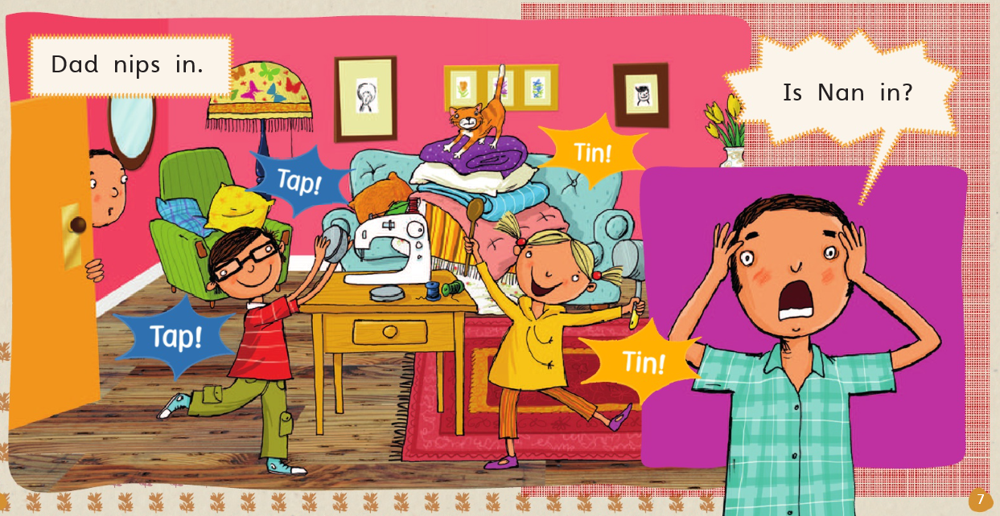 Dad nips in.
Is Nan in?
Tap!
Tin!
Tap!
Tin!
7